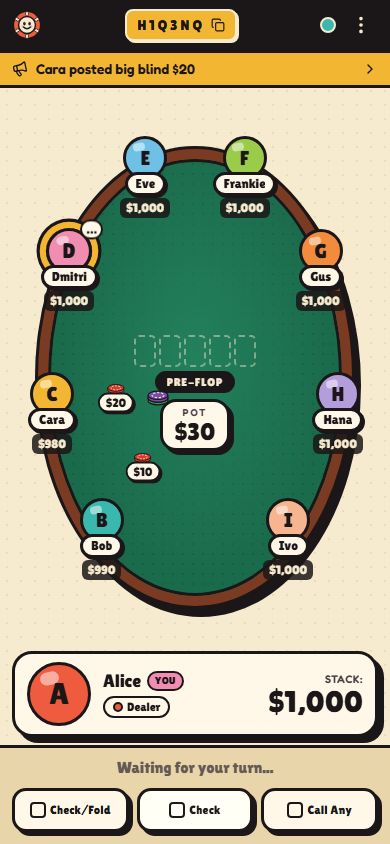 H1Q3NQ
Cara posted big blind $20
E
F
Eve
Frankie
$1,000
$1,000
D
...
G
Dmitri
Gus
$1,000
$1,000
PRE-FLOP
C
H
$20
POT
$30
Cara
Hana
$980
$1,000
$10
B
I
Bob
Ivo
$990
$1,000
A
Alice YOU
Dealer
STACK:
$1,000
Waiting for your turn...
Check/Fold
Check
Call Any